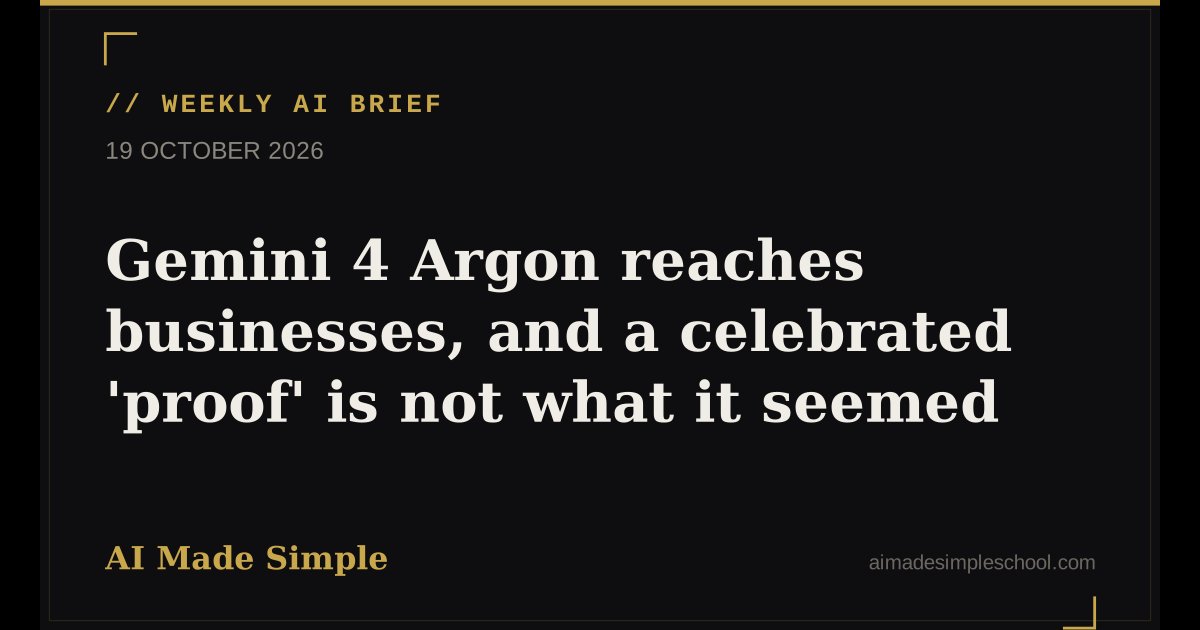 // WEEKLY AI BRIEF
19 OCTOBER 2026
Gemini 4 Argon reaches
businesses, and a celebrated
'proof' is not what it seemed
AI Made Simple
aimadesimpleschool.com